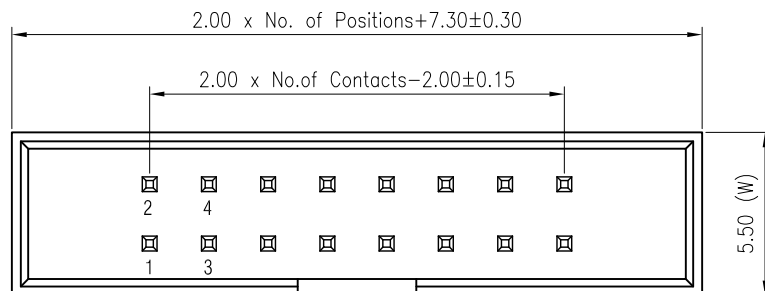 2.00 x No. of Positions+7.30±0.30
2.00 x No.of Contacts−2.00±0.15
2 4
1 3
5.50 (W)